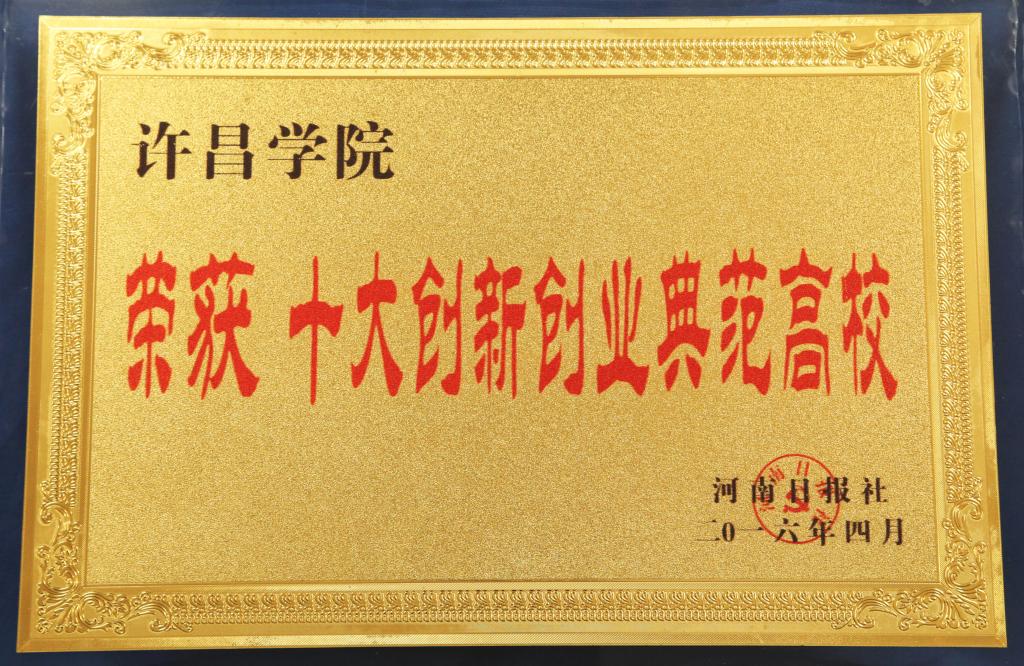 许昌学院
荣获 十大创新创业典范高校
河南日报社
二0一六年四月